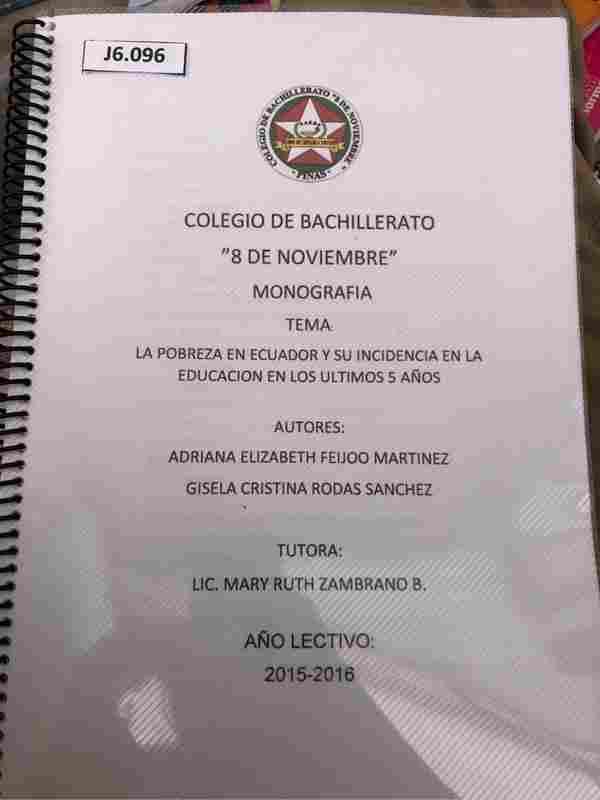 J6.096
COLEGIO DE BACHILLERATO "8 DE NOVIEMBRE"
PIÑAS
COLEGIO DE BACHILLERATO
"8 DE NOVIEMBRE"
MONOGRAFIA
TEMA:
LA POBREZA EN ECUADOR Y SU INCIDENCIA EN LA
EDUCACION EN LOS ULTIMOS 5 AÑOS
AUTORES:
ADRIANA ELIZABETH FEIJOO MARTINEZ
GISELA CRISTINA RODAS SANCHEZ
TUTORA:
LIC. MARY RUTH ZAMBRANO B.
AÑO LECTIVO:
2015-2016